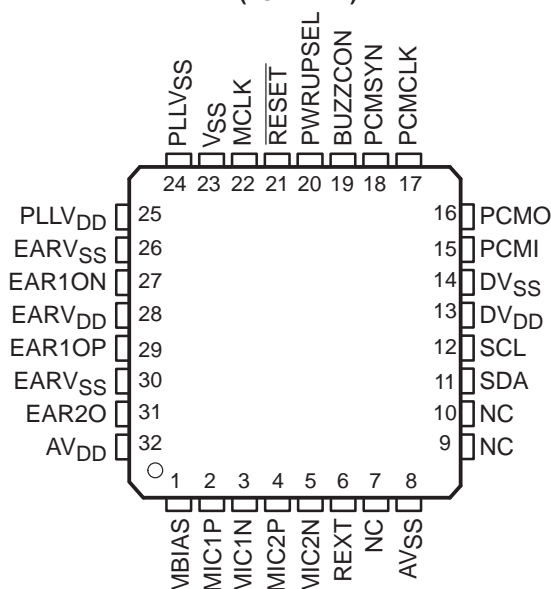 PLLVSS
VSS
MCLK
RESET
PWRUPSEL
BUZZCON
PCMSYN
PCMCLK
24 23 22 21 20 19 18 17
PLLVDD 25 16 PCMO
EARVSS 26 15 PCMI
EAR1ON 27 14 DVSS
EARVDD 28 13 DVDD
EAR1OP 29 12 SCL
EARVSS 30 11 SDA
EAR2O 31 10 NC
AVDD 32 9 NC
1 2 3 4 5 6 7 8
MBIAS
MIC1P
MIC1N
MIC2P
MIC2N
REXT
NC
AVSS